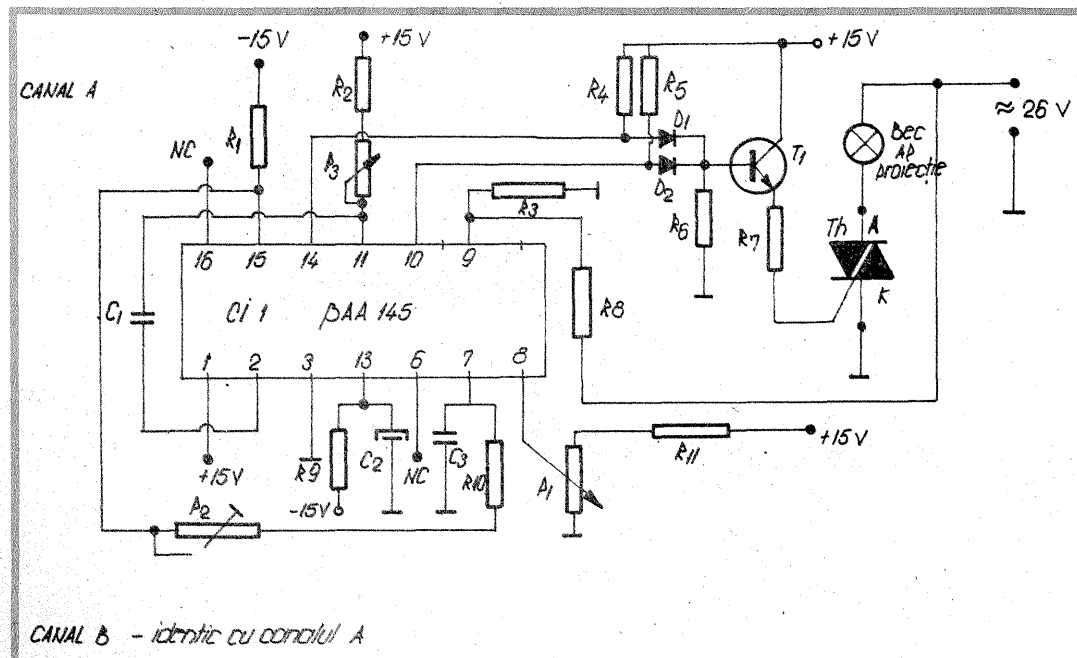 -15 V
+15 V
+15 V
CANAL A
R2
R4
R5
≈ 26 V
NC
R1
P3
D1
D2
T1
Bec
AP
proiecție
R3
R6
R7
Th
A
K
16
15
14
11
10
9
C1
Ci 1
βAA 145
R8
1
2
3
13
6
7
8
+15V
R9
C2
NC
C3
R10
P1
R11
+15V
-15V
P2
CANAL B - identic cu canalul A